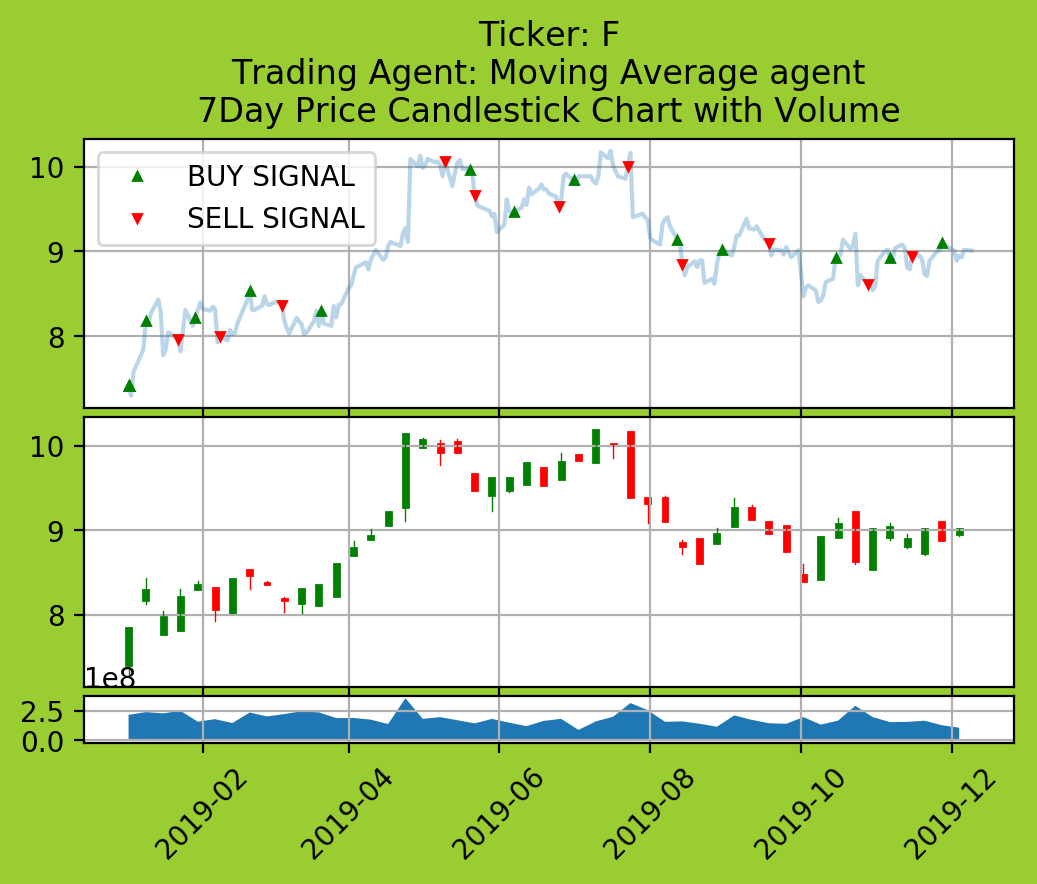 Ticker: F
Trading Agent: Moving Average agent
7Day Price Candlestick Chart with Volume
10
9
8
BUY SIGNAL
SELL SIGNAL
10
9
8
1e8
2.5
0.0
2019-02
2019-04
2019-06
2019-08
2019-10
2019-12